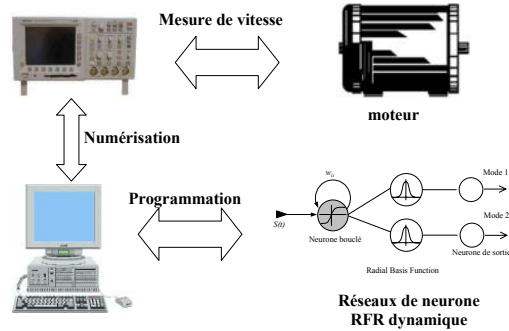 Mesure de vitesse
moteur
Numérisation
Programmation
w₁₁
Mode 1
Mode 2
S(t)
Neurone bouclé
Neurone de sortie
Radial Basis Function
Réseaux de neurone
RFR dynamique